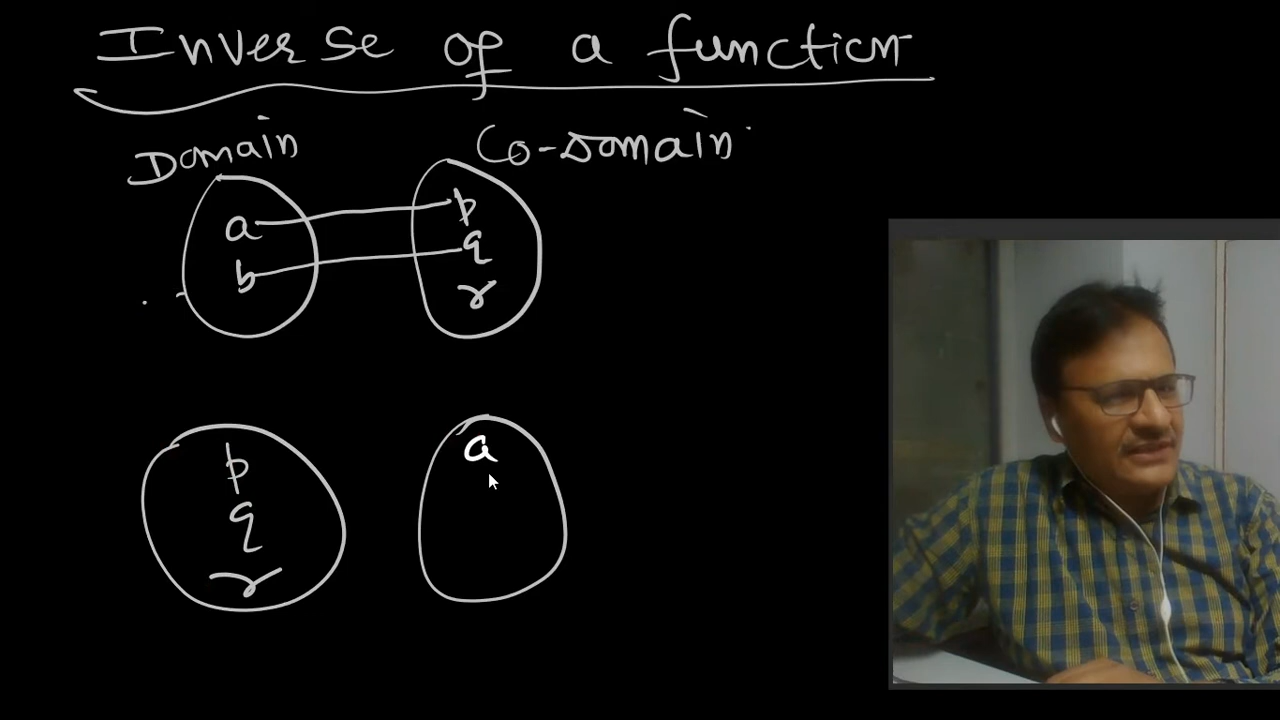 Inverse of a function
Domain
Co-Domain
a
b
p
q
r
p
q
r
a